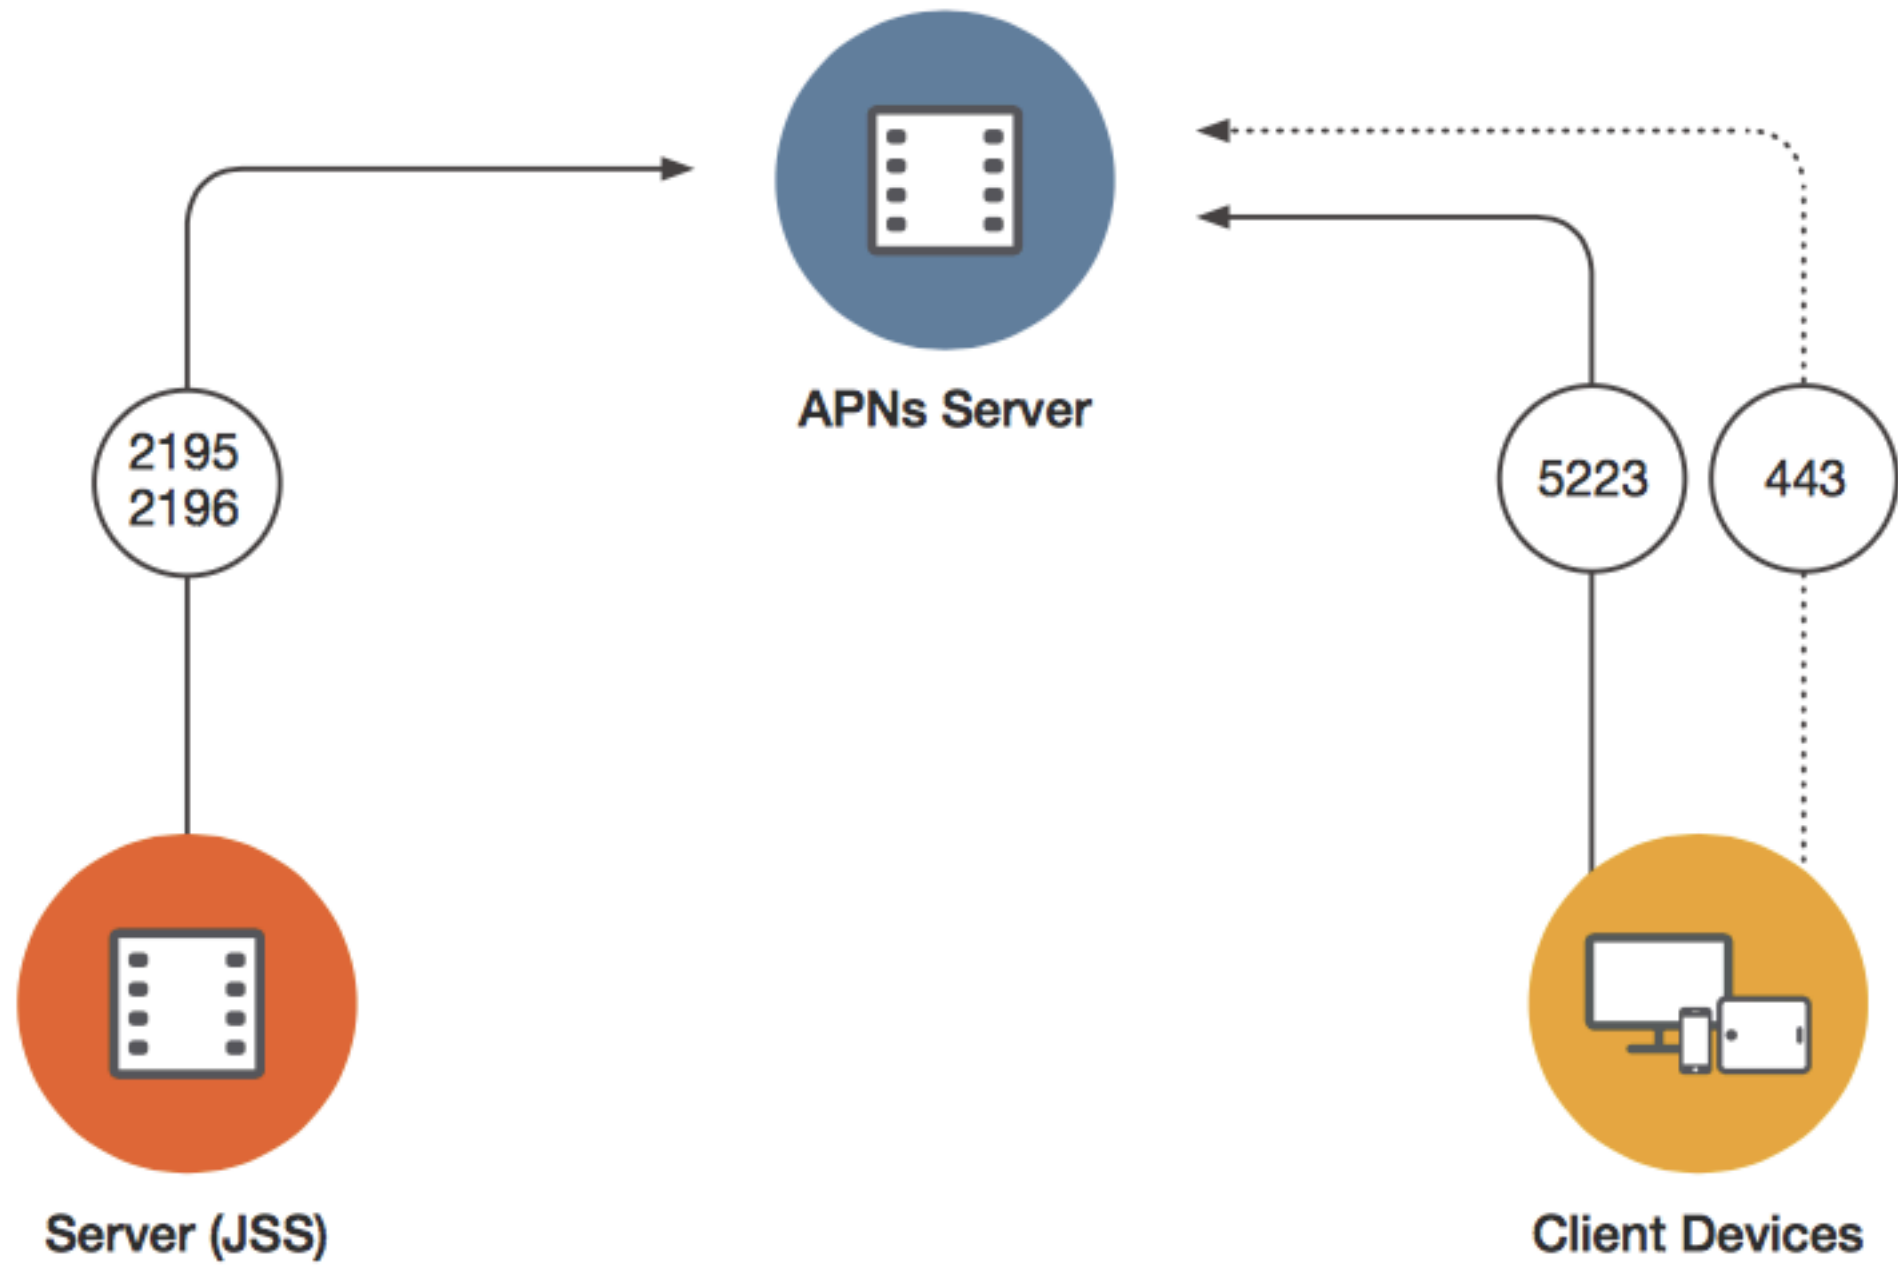 APNs Server
2195
2196
5223
443
Server (JSS)
Client Devices